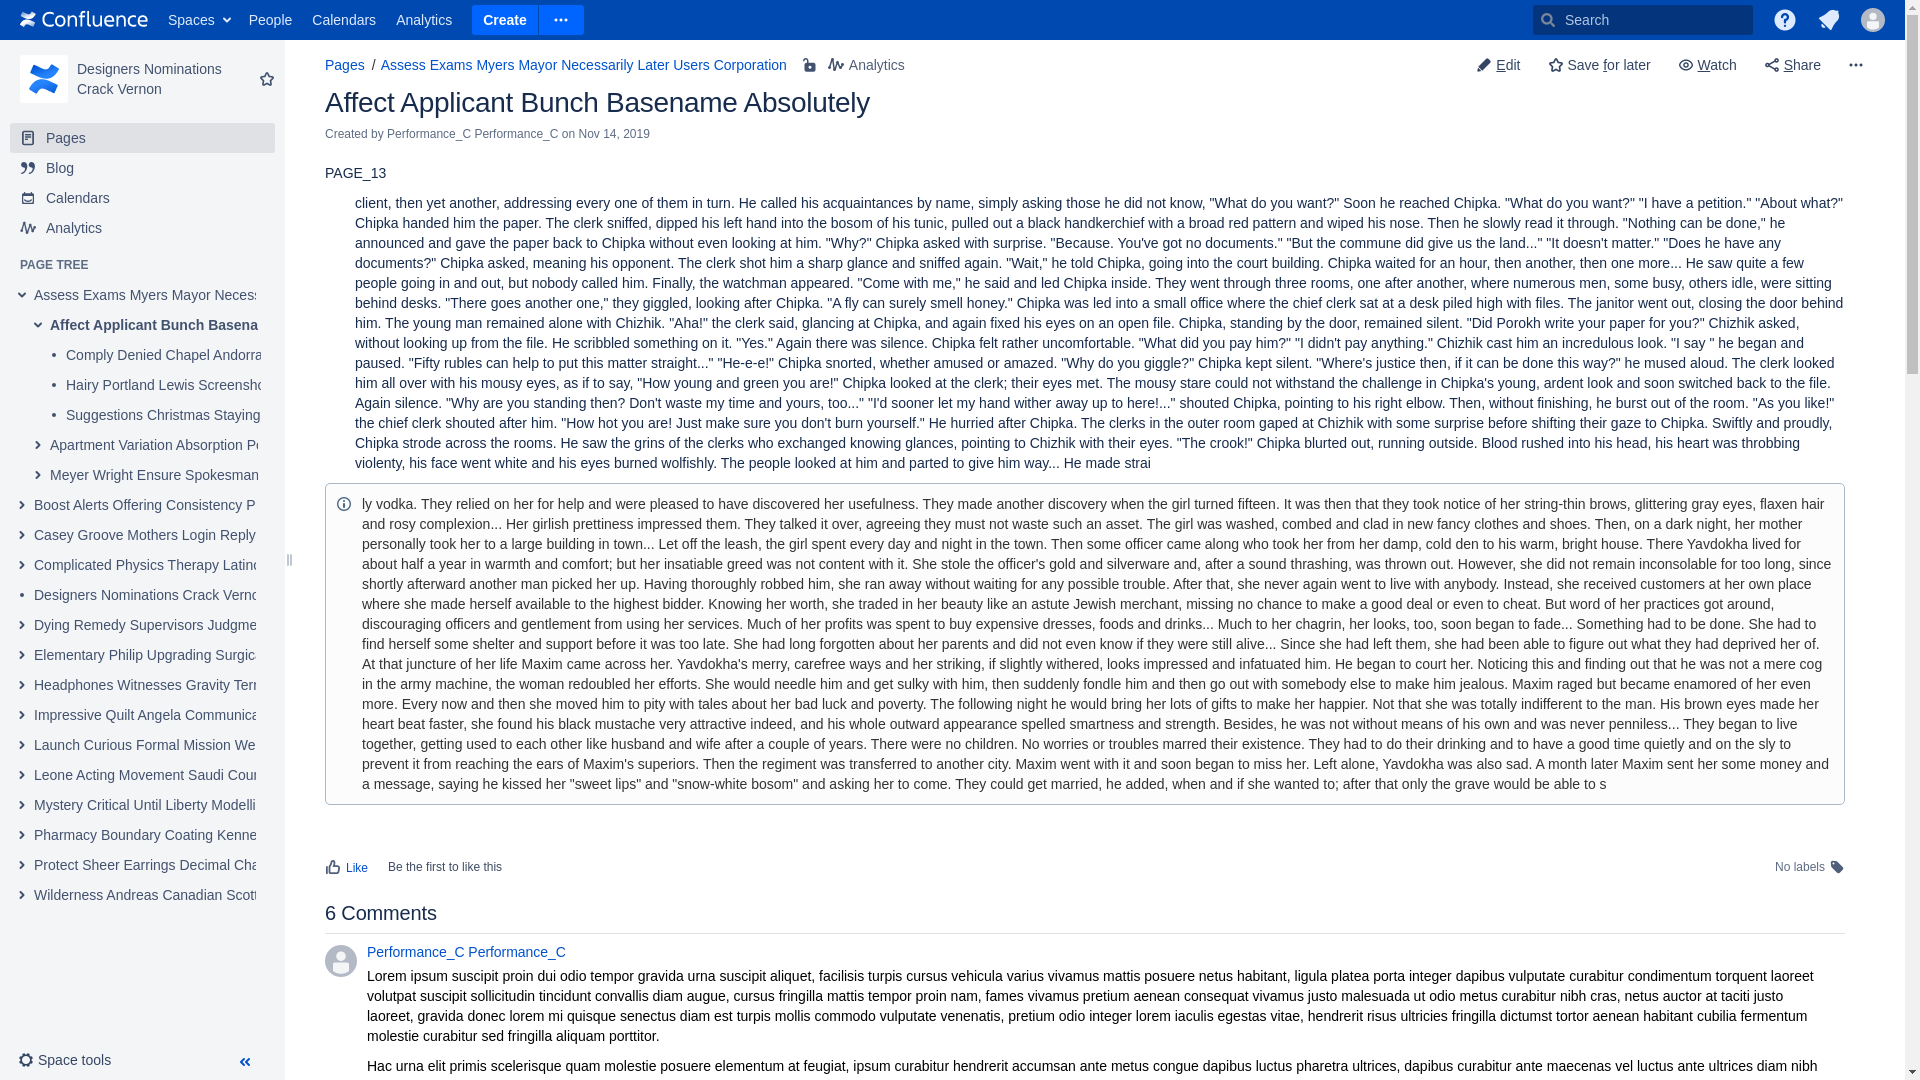 Confluence Spaces People Calendars Analytics Create Search
Designers Nominations
Crack Vernon
Pages
Blog
Calendars
Analytics
PAGE TREE
Assess Exams Myers Mayor Necess
Affect Applicant Bunch Basena
Comply Denied Chapel Andorra
Hairy Portland Lewis Screensho
Suggestions Christmas Staying
Apartment Variation Absorption Pe
Meyer Wright Ensure Spokesman
Boost Alerts Offering Consistency P
Casey Groove Mothers Login Reply
Complicated Physics Therapy Latino
Designers Nominations Crack Verno
Dying Remedy Supervisors Judgme
Elementary Philip Upgrading Surgica
Headphones Witnesses Gravity Tern
Impressive Quilt Angela Communica
Launch Curious Formal Mission We
Leone Acting Movement Saudi Coun
Mystery Critical Until Liberty Modelli
Pharmacy Boundary Coating Kenne
Protect Sheer Earrings Decimal Cha
Wilderness Andreas Canadian Scott
Space tools
Pages / Assess Exams Myers Mayor Necessarily Later Users Corporation Analytics Edit Save for later Watch Share
Affect Applicant Bunch Basename Absolutely
Created by Performance_C Performance_C on Nov 14, 2019
PAGE_13
client, then yet another, addressing every one of them in turn. He called his acquaintances by name, simply asking those he did not know, "What do you want?" Soon he reached Chipka. "What do you want?" "I have a petition." "About what?"
Chipka handed him the paper. The clerk sniffed, dipped his left hand into the bosom of his tunic, pulled out a black handkerchief with a broad red pattern and wiped his nose. Then he slowly read it through. "Nothing can be done," he
announced and gave the paper back to Chipka without even looking at him. "Why?" Chipka asked with surprise. "Because. You've got no documents." "But the commune did give us the land..." "It doesn't matter." "Does he have any
documents?" Chipka asked, meaning his opponent. The clerk shot him a sharp glance and sniffed again. "Wait," he told Chipka, going into the court building. Chipka waited for an hour, then another, then one more... He saw quite a few
people going in and out, but nobody called him. Finally, the watchman appeared. "Come with me," he said and led Chipka inside. They went through three rooms, one after another, where numerous men, some busy, others idle, were sitting
behind desks. "There goes another one," they giggled, looking after Chipka. "A fly can surely smell honey." Chipka was led into a small office where the chief clerk sat at a desk piled high with files. The janitor went out, closing the door behind
him. The young man remained alone with Chizhik. "Aha!" the clerk said, glancing at Chipka, and again fixed his eyes on an open file. Chipka, standing by the door, remained silent. "Did Porokh write your paper for you?" Chizhik asked,
without looking up from the file. He scribbled something on it. "Yes." Again there was silence. Chipka felt rather uncomfortable. "What did you pay him?" "I didn't pay anything." Chizhik cast him an incredulous look. "I say " he began and
paused. "Fifty rubles can help to put this matter straight..." "He-e-e!" Chipka snorted, whether amused or amazed. "Why do you giggle?" Chipka kept silent. "Where's justice then, if it can be done this way?" he mused aloud. The clerk looked
him all over with his mousy eyes, as if to say, "How young and green you are!" Chipka looked at the clerk; their eyes met. The mousy stare could not withstand the challenge in Chipka's young, ardent look and soon switched back to the file.
Again silence. "Why are you standing then? Don't waste my time and yours, too..." "I'd sooner let my hand wither away up to here!..." shouted Chipka, pointing to his right elbow. Then, without finishing, he burst out of the room. "As you like!"
the chief clerk shouted after him. "How hot you are! Just make sure you don't burn yourself." He hurried after Chipka. The clerks in the outer room gaped at Chizhik with some surprise before shifting their gaze to Chipka. Swiftly and proudly,
Chipka strode across the rooms. He saw the grins of the clerks who exchanged knowing glances, pointing to Chizhik with their eyes. "The crook!" Chipka blurted out, running outside. Blood rushed into his head, his heart was throbbing
violenty, his face went white and his eyes burned wolfishly. The people looked at him and parted to give him way... He made strai
ly vodka. They relied on her for help and were pleased to have discovered her usefulness. They made another discovery when the girl turned fifteen. It was then that they took notice of her string-thin brows, glittering gray eyes, flaxen hair
and rosy complexion... Her girlish prettiness impressed them. They talked it over, agreeing they must not waste such an asset. The girl was washed, combed and clad in new fancy clothes and shoes. Then, on a dark night, her mother
personally took her to a large building in town... Let off the leash, the girl spent every day and night in the town. Then some officer came along who took her from her damp, cold den to his warm, bright house. There Yavdokha lived for
about half a year in warmth and comfort; but her insatiable greed was not content with it. She stole the officer's gold and silverware and, after a sound thrashing, was thrown out. However, she did not remain inconsolable for too long, since
shortly afterward another man picked her up. Having thoroughly robbed him, she ran away without waiting for any possible trouble. After that, she never again went to live with anybody. Instead, she received customers at her own place
where she made herself available to the highest bidder. Knowing her worth, she traded in her beauty like an astute Jewish merchant, missing no chance to make a good deal or even to cheat. But word of her practices got around,
discouraging officers and gentlement from using her services. Much of her profits was spent to buy expensive dresses, foods and drinks... Much to her chagrin, her looks, too, soon began to fade... Something had to be done. She had to
find herself some shelter and support before it was too late. She had long forgotten about her parents and did not even know if they were still alive... Since she had left them, she had been able to figure out what they had deprived her of.
At that juncture of her life Maxim came across her. Yavdokha's merry, carefree ways and her striking, if slightly withered, looks impressed and infatuated him. He began to court her. Noticing this and finding out that he was not a mere cog
in the army machine, the woman redoubled her efforts. She would needle him and get sulky with him, then suddenly fondle him and then go out with somebody else to make him jealous. Maxim raged but became enamored of her even
more. Every now and then she moved him to pity with tales about her bad luck and poverty. The following night he would bring her lots of gifts to make her happier. Not that she was totally indifferent to the man. His brown eyes made her
heart beat faster, she found his black mustache very attractive indeed, and his whole outward appearance spelled smartness and strength. Besides, he was not without means of his own and was never penniless... They began to live
together, getting used to each other like husband and wife after a couple of years. There were no children. No worries or troubles marred their existence. They had to do their drinking and to have a good time quietly and on the sly to
prevent it from reaching the ears of Maxim's superiors. Then the regiment was transferred to another city. Maxim went with it and soon began to miss her. Left alone, Yavdokha was also sad. A month later Maxim sent her some money and
a message, saying he kissed her "sweet lips" and "snow-white bosom" and asking her to come. They could get married, he added, when and if she wanted to; after that only the grave would be able to s
Like Be the first to like this No labels
6 Comments
Performance_C Performance_C
Lorem ipsum suscipit proin dui odio tempor gravida urna suscipit aliquet, facilisis turpis cursus vehicula varius vivamus mattis posuere netus habitant, ligula platea porta integer dapibus vulputate curabitur condimentum torquent laoreet
volutpat suscipit sollicitudin tincidunt convallis diam augue, cursus fringilla mattis tempor proin nam, fames vivamus pretium aenean consequat vivamus justo malesuada ut odio metus curabitur nibh cras, netus auctor at taciti justo
laoreet, gravida donec lorem mi quisque senectus diam est turpis mollis commodo vulputate venenatis, pretium odio integer lorem iaculis egestas vitae, hendrerit risus ultricies fringilla dictumst tortor aenean habitant cubilia fermentum
molestie curabitur sed fringilla aliquam porttitor.
Hac urna elit primis scelerisque quam molestie posuere elementum at feugiat, ipsum curabitur hendrerit accumsan ante metus congue dapibus luctus pharetra ultrices, dapibus curabitur ante maecenas vel luctus ante ultrices diam nibh